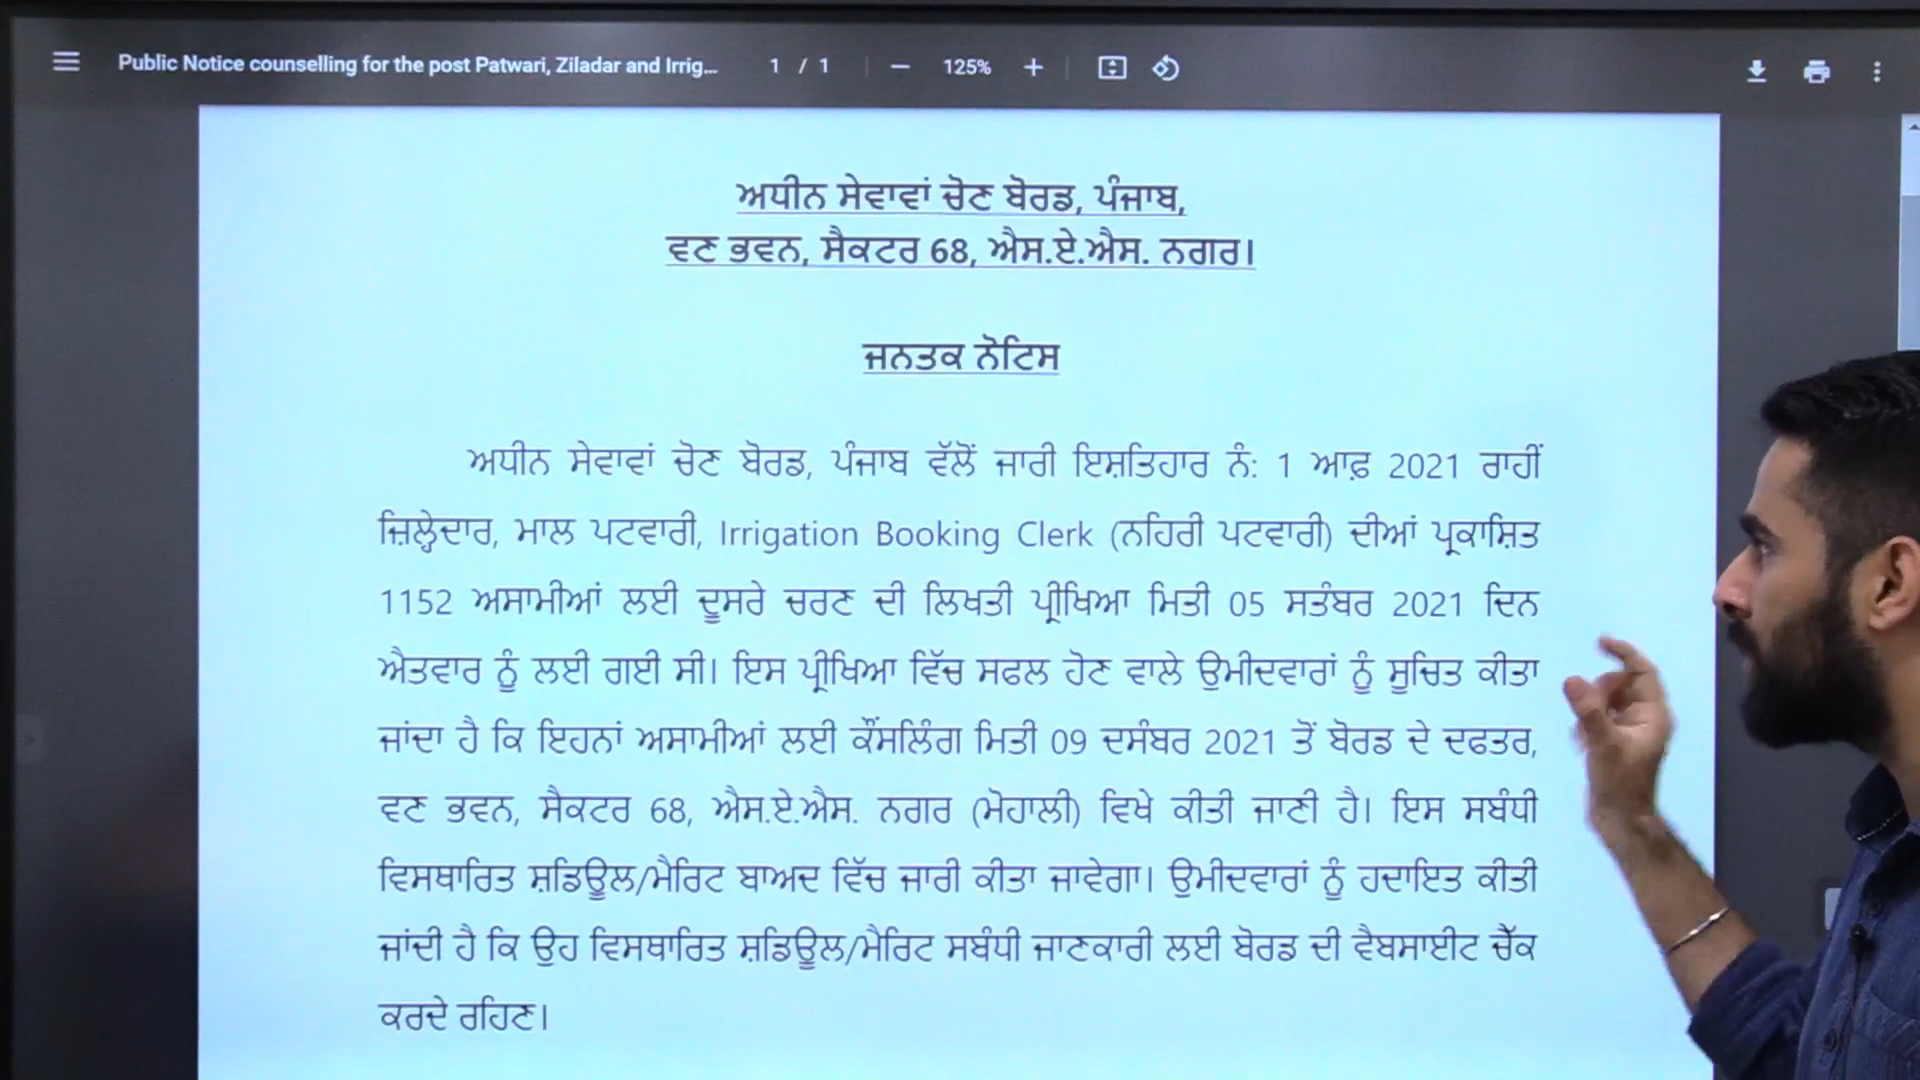 Public Notice counselling for the post Patwari, Ziladar and Irrig...
1 / 1
125%
ਅਧੀਨ ਸੇਵਾਵਾਂ ਚੋਣ ਬੋਰਡ, ਪੰਜਾਬ,
ਵਣ ਭਵਨ, ਸੈਕਟਰ 68, ਐਸ.ਏ.ਐਸ. ਨਗਰ।
ਜਨਤਕ ਨੋਟਿਸ
ਅਧੀਨ ਸੇਵਾਵਾਂ ਚੋਣ ਬੋਰਡ, ਪੰਜਾਬ ਵੱਲੋਂ ਜਾਰੀ ਇਸ਼ਤਿਹਾਰ ਨੰ: 1 ਆਫ਼ 2021 ਰਾਹੀਂ
ਜ਼ਿਲ੍ਹੇਦਾਰ, ਮਾਲ ਪਟਵਾਰੀ, Irrigation Booking Clerk (ਨਹਿਰੀ ਪਟਵਾਰੀ) ਦੀਆਂ ਪ੍ਰਕਾਸ਼ਿਤ
1152 ਅਸਾਮੀਆਂ ਲਈ ਦੂਸਰੇ ਚਰਣ ਦੀ ਲਿਖਤੀ ਪ੍ਰੀਖਿਆ ਮਿਤੀ 05 ਸਤੰਬਰ 2021 ਦਿਨ
ਐਤਵਾਰ ਨੂੰ ਲਈ ਗਈ ਸੀ। ਇਸ ਪ੍ਰੀਖਿਆ ਵਿੱਚ ਸਫਲ ਹੋਣ ਵਾਲੇ ਉਮੀਦਵਾਰਾਂ ਨੂੰ ਸੂਚਿਤ ਕੀਤਾ
ਜਾਂਦਾ ਹੈ ਕਿ ਇਹਨਾਂ ਅਸਾਮੀਆਂ ਲਈ ਕੌਂਸਲਿੰਗ ਮਿਤੀ 09 ਦਸੰਬਰ 2021 ਤੋਂ ਬੋਰਡ ਦੇ ਦਫਤਰ,
ਵਣ ਭਵਨ, ਸੈਕਟਰ 68, ਐਸ.ਏ.ਐਸ. ਨਗਰ (ਮੋਹਾਲੀ) ਵਿਖੇ ਕੀਤੀ ਜਾਣੀ ਹੈ। ਇਸ ਸਬੰਧੀ
ਵਿਸਥਾਰਿਤ ਸ਼ਡਿਊਲ/ਮੈਰਿਟ ਬਾਅਦ ਵਿੱਚ ਜਾਰੀ ਕੀਤਾ ਜਾਵੇਗਾ। ਉਮੀਦਵਾਰਾਂ ਨੂੰ ਹਦਾਇਤ ਕੀਤੀ
ਜਾਂਦੀ ਹੈ ਕਿ ਉਹ ਵਿਸਥਾਰਿਤ ਸ਼ਡਿਊਲ/ਮੈਰਿਟ ਸਬੰਧੀ ਜਾਣਕਾਰੀ ਲਈ ਬੋਰਡ ਦੀ ਵੈਬਸਾਈਟ ਚੈੱਕ
ਕਰਦੇ ਰਹਿਣ।